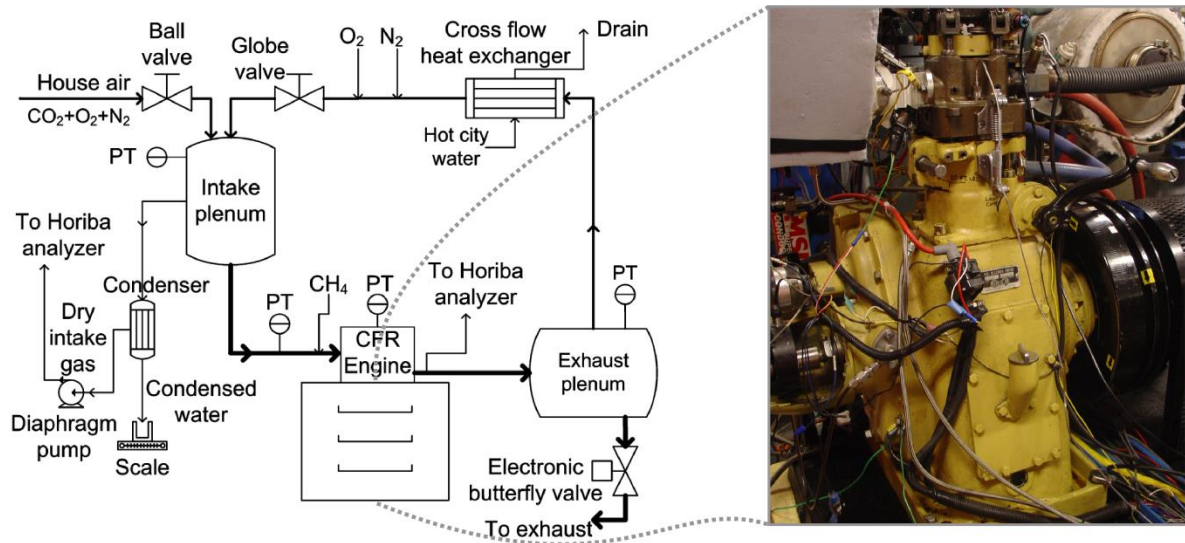 Ball
valve
House air
CO₂+O₂+N₂
Globe
valve
O₂
N₂
Cross flow
heat exchanger
Drain
Hot city
water
PT
Intake
plenum
To Horiba
analyzer
Condenser
Dry
intake
gas
Condensed
water
Diaphragm
pump
Scale
PT
CH₄
PT
CFR
Engine
To Horiba
analyzer
PT
Exhaust
plenum
Electronic
butterfly valve
To exhaust